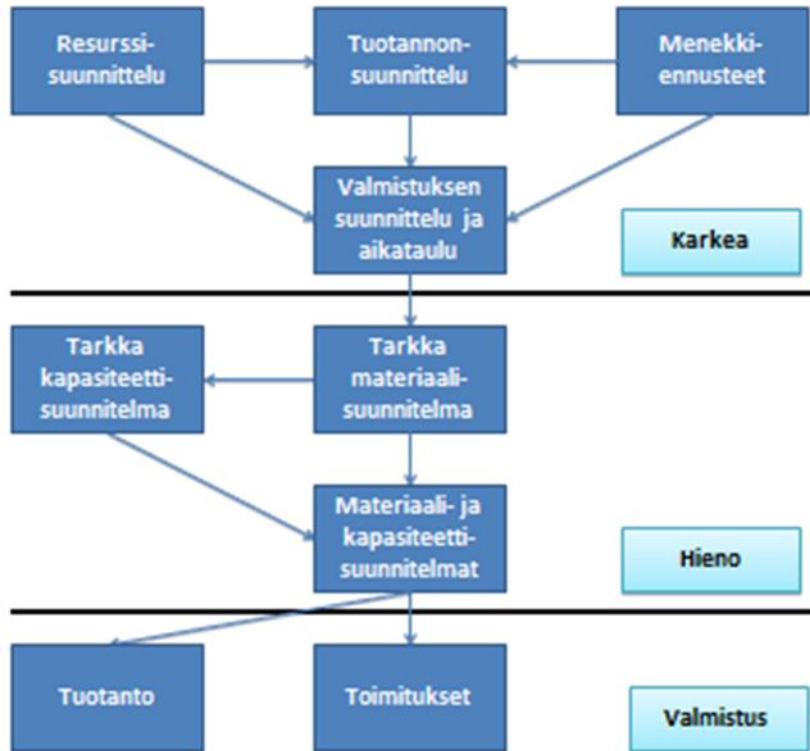 Resurssi-
suunnittelu
Tuotannon-
suunnittelu
Menekki-
ennusteet
Valmistuksen
suunnittelu ja
aikataulu
Karkea
Tarkka
kapasiteetti-
suunnitelma
Tarkka
materiaali-
suunnitelma
Materiaali- ja
kapasiteetti-
suunnitelmat
Hieno
Tuotanto
Toimitukset
Valmistus